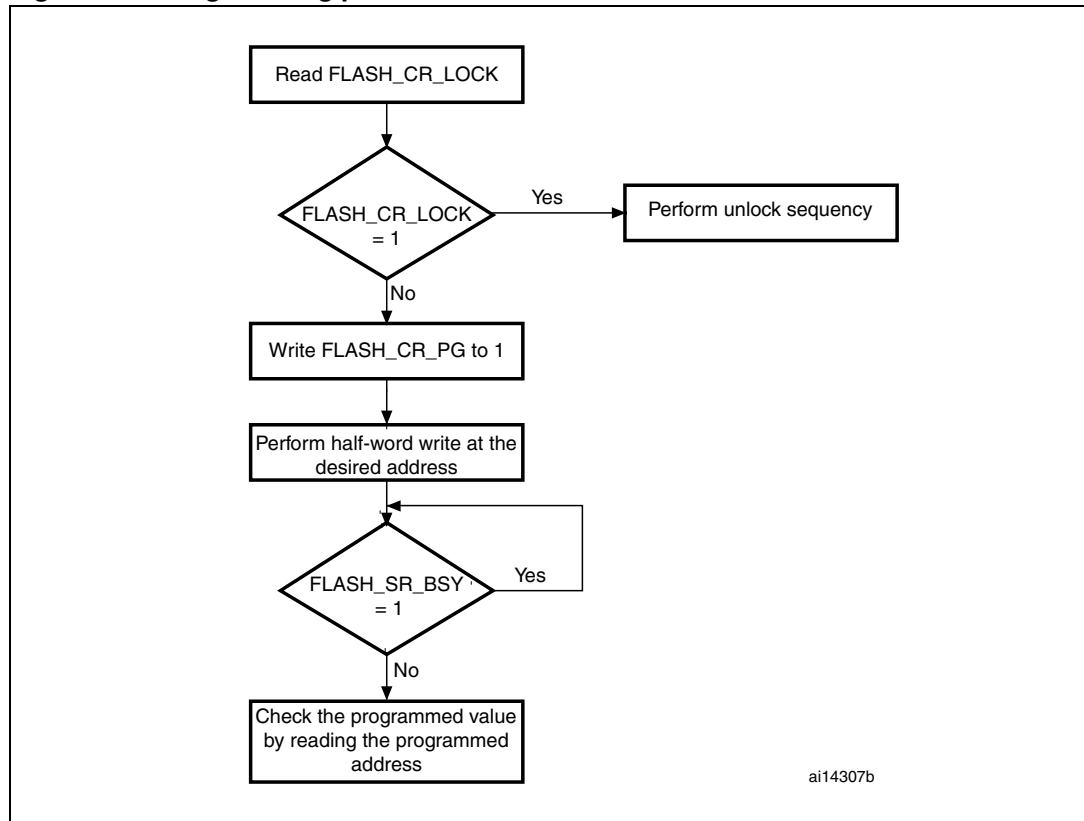 Read FLASH_CR_LOCK
FLASH_CR_LOCK
= 1
Yes
Perform unlock sequency
No
Write FLASH_CR_PG to 1
Perform half-word write at the
desired address
FLASH_SR_BSY
= 1
Yes
No
Check the programmed value
by reading the programmed
address
ai14307b